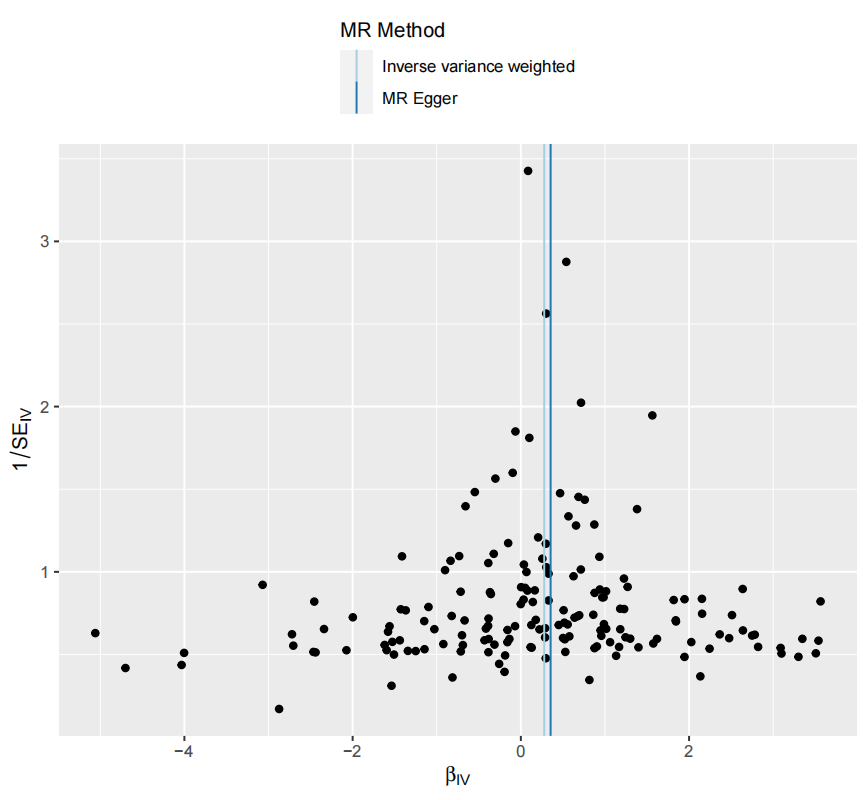 MR Method
Inverse variance weighted
MR Egger
3
2
1
1/SE_IV
−4
−2
0
2
β_IV